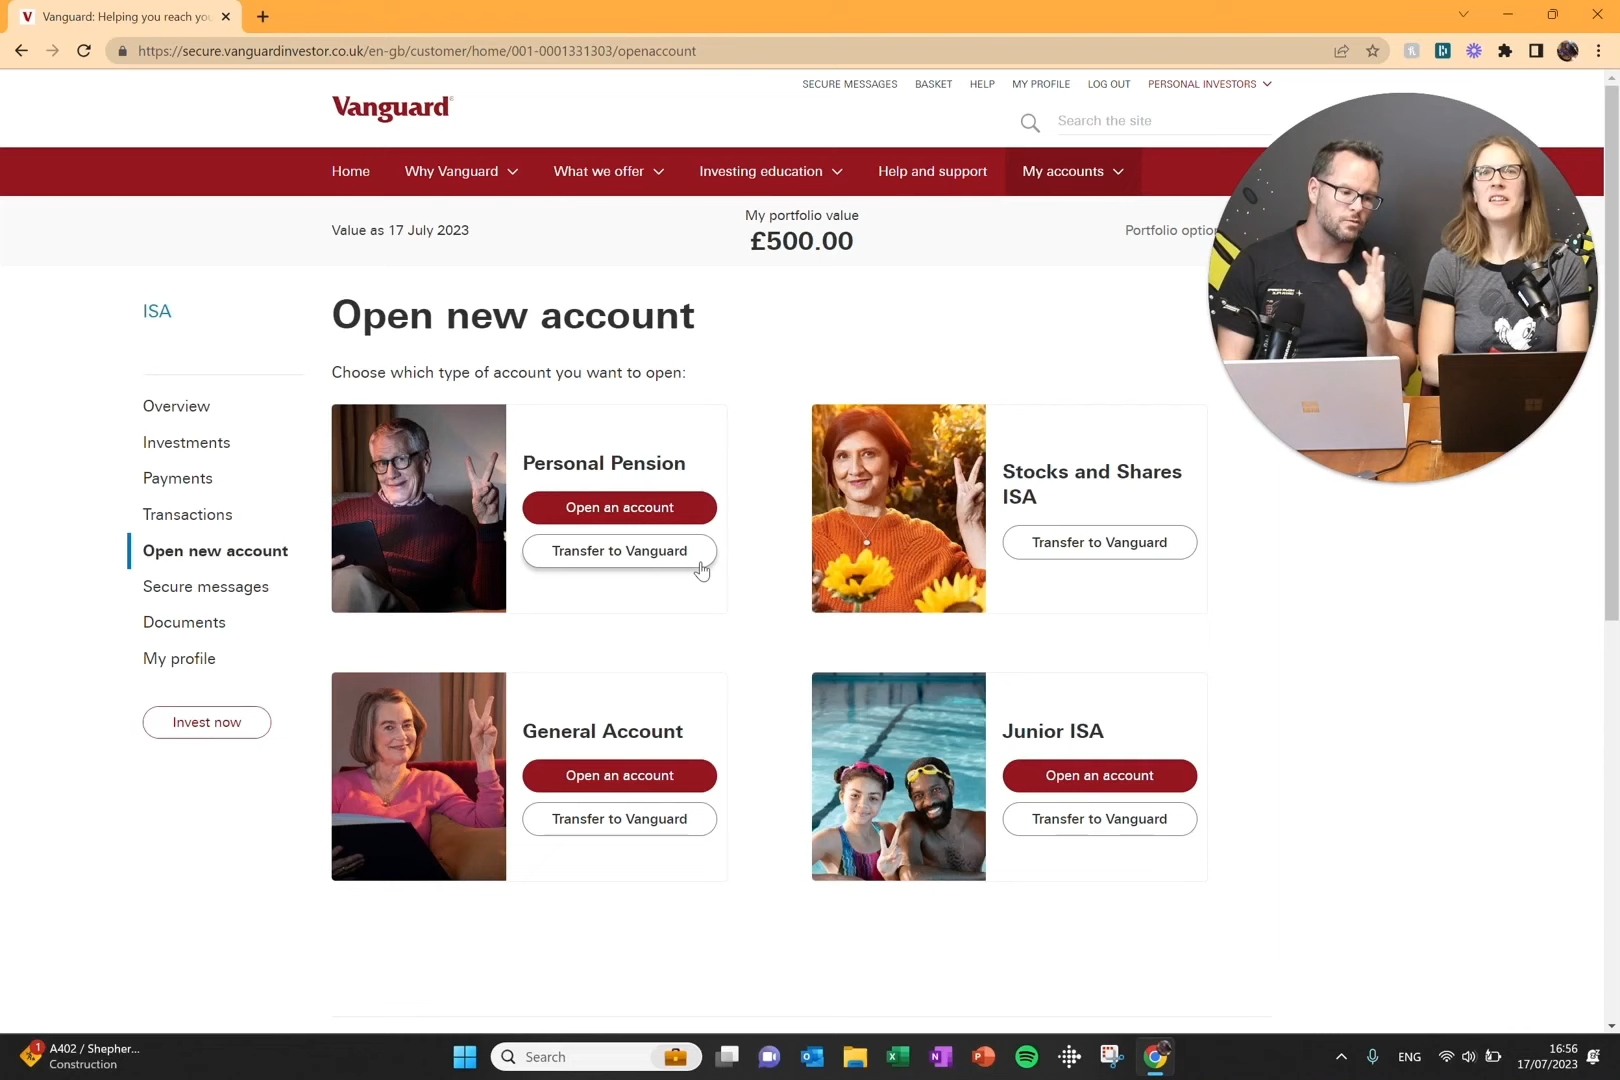 Vanguard: Helping you reach yo
https://secure.vanguardinvestor.co.uk/en-gb/customer/home/001-0001331303/openaccount
SECURE MESSAGES BASKET HELP MY PROFILE LOG OUT PERSONAL INVESTORS
Vanguard
Search the site
Home Why Vanguard What we offer Investing education Help and support My accounts
Value as 17 July 2023
My portfolio value
£500.00
Portfolio optio
ISA
Overview
Investments
Payments
Transactions
Open new account
Secure messages
Documents
My profile
Invest now
Open new account
Choose which type of account you want to open:
Personal Pension
Open an account
Transfer to Vanguard
Stocks and Shares
ISA
Transfer to Vanguard
General Account
Open an account
Transfer to Vanguard
Junior ISA
Open an account
Transfer to Vanguard
1
A402 / Shepher...
Construction
Search
ENG
16:56
17/07/2023